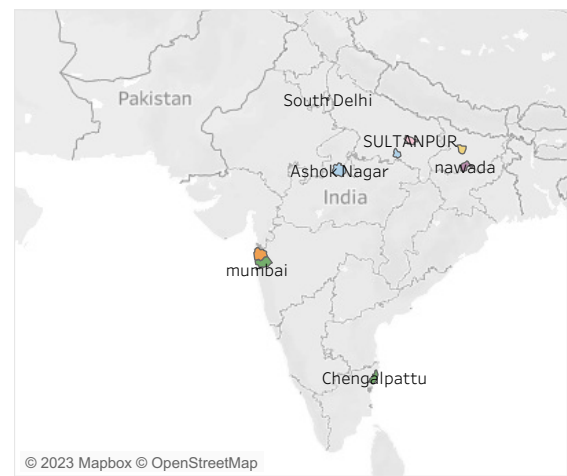 South Delhi
Pakistan
SULTANPUR
nawada
Ashok Nagar
India
mumbai
Chengalpattu
© 2023 Mapbox © OpenStreetMap